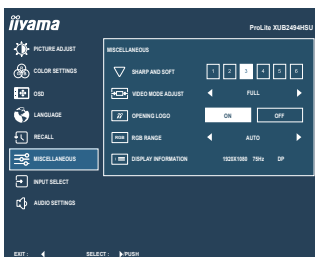 iiyama
ProLite XUB2494HSU
PICTURE ADJUST
COLOR SETTINGS
OSD
LANGUAGE
RECALL
MISCELLANEOUS
INPUT SELECT
AUDIO SETTINGS
MISCELLANEOUS
SHARP AND SOFT 1 2 3 4 5 6
VIDEO MODE ADJUST FULL
OPENING LOGO ON OFF
RGB RGB RANGE AUTO
DISPLAY INFORMATION 1920X1080 75Hz DP
EXIT : SELECT : /PUSH